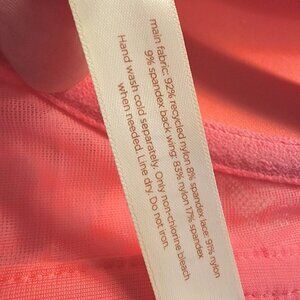 main fabric: 92% recycled nylon 8% spandex lace: 91% nylon
9% spandex back wing: 83% nylon 17% spandex
Hand wash cold separately. Only non-chlorine bleach
when needed. Line dry. Do not iron.